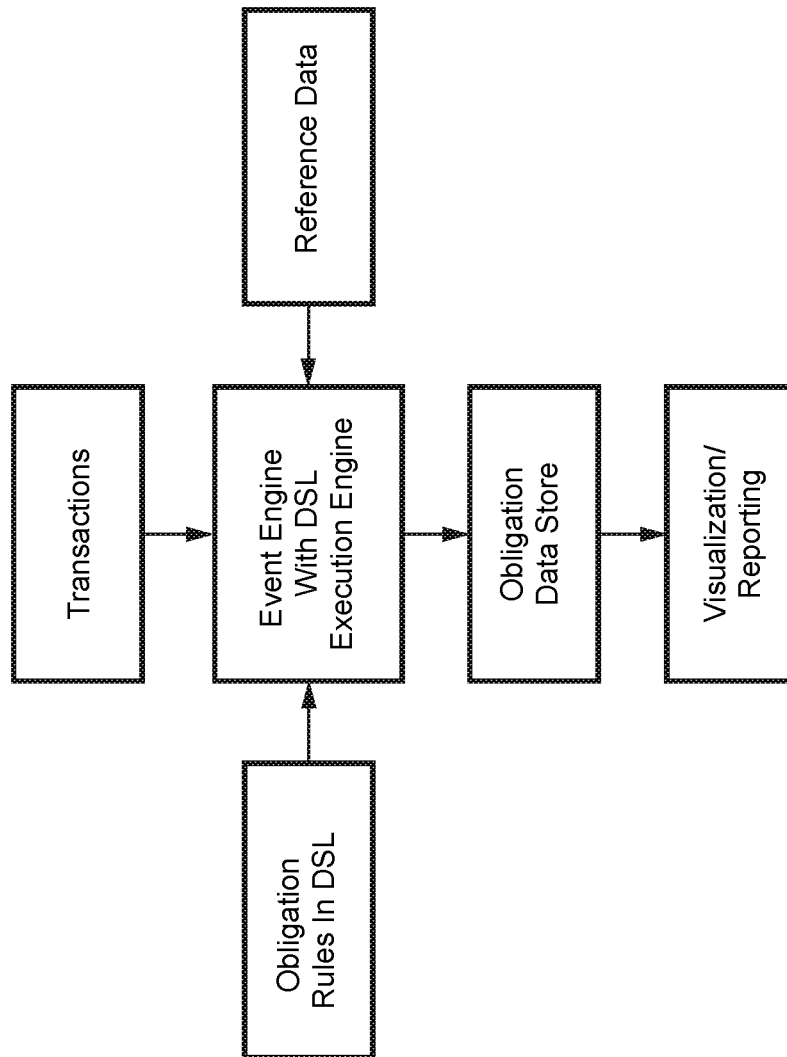 Transactions
Reference Data
Event Engine
With DSL
Execution Engine
Obligation
Rules In DSL
Obligation
Data Store
Visualization/
Reporting